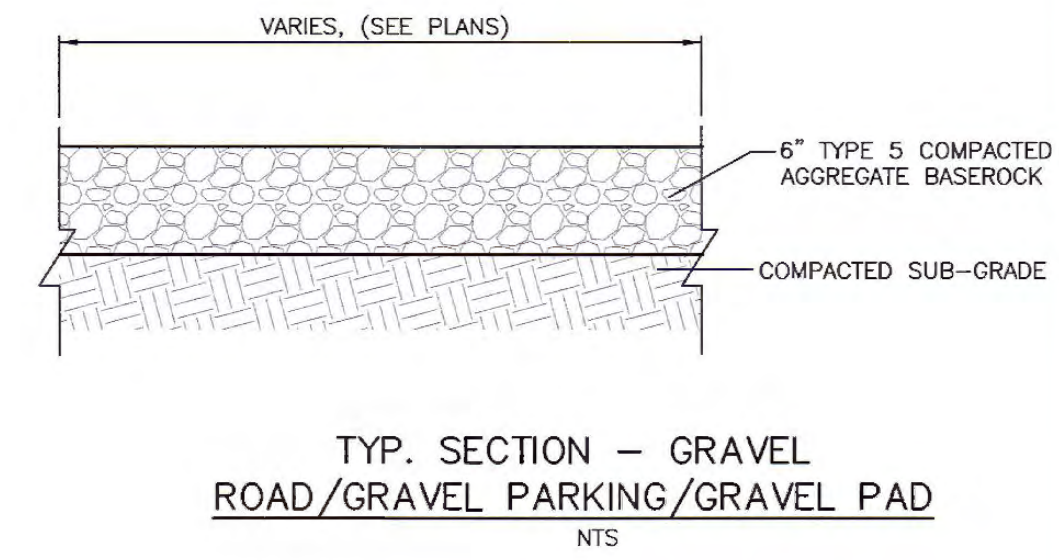 VARIES, (SEE PLANS)
6" TYPE 5 COMPACTED
AGGREGATE BASEROCK
COMPACTED SUB-GRADE
TYP. SECTION - GRAVEL
ROAD/GRAVEL PARKING/GRAVEL PAD
NTS